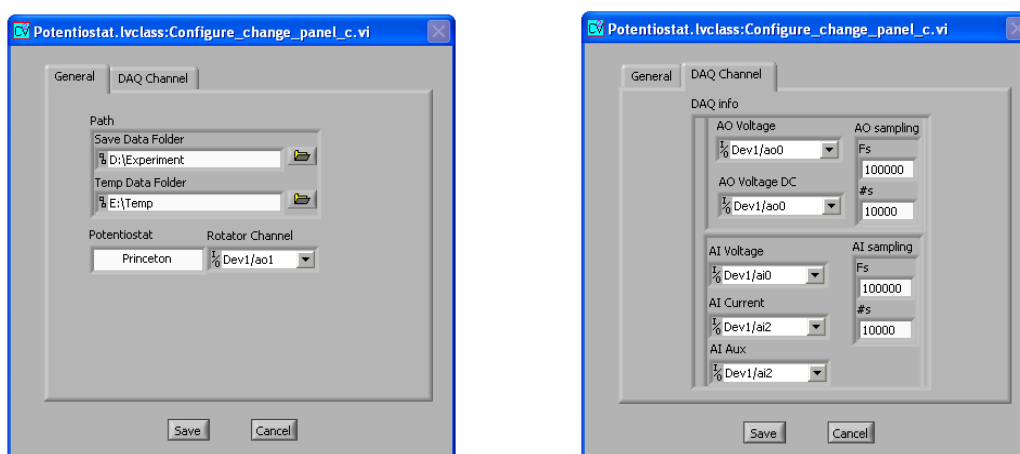 Potentiostat.lvclass:Configure_change_panel_c.vi
General DAQ Channel
Path
Save Data Folder
D:\Experiment
Temp Data Folder
E:\Temp
Potentiostat Rotator Channel
Princeton Dev1/ao1
Save Cancel
Potentiostat.lvclass:Configure_change_panel_c.vi
General DAQ Channel
DAQ info
AO Voltage AO sampling
Dev1/ao0 Fs
100000
AO Voltage DC #s
Dev1/ao0 10000
AI Voltage AI sampling
Dev1/ai0 Fs
100000
AI Current #s
Dev1/ai2 10000
AI Aux
Dev1/ai2
Save Cancel